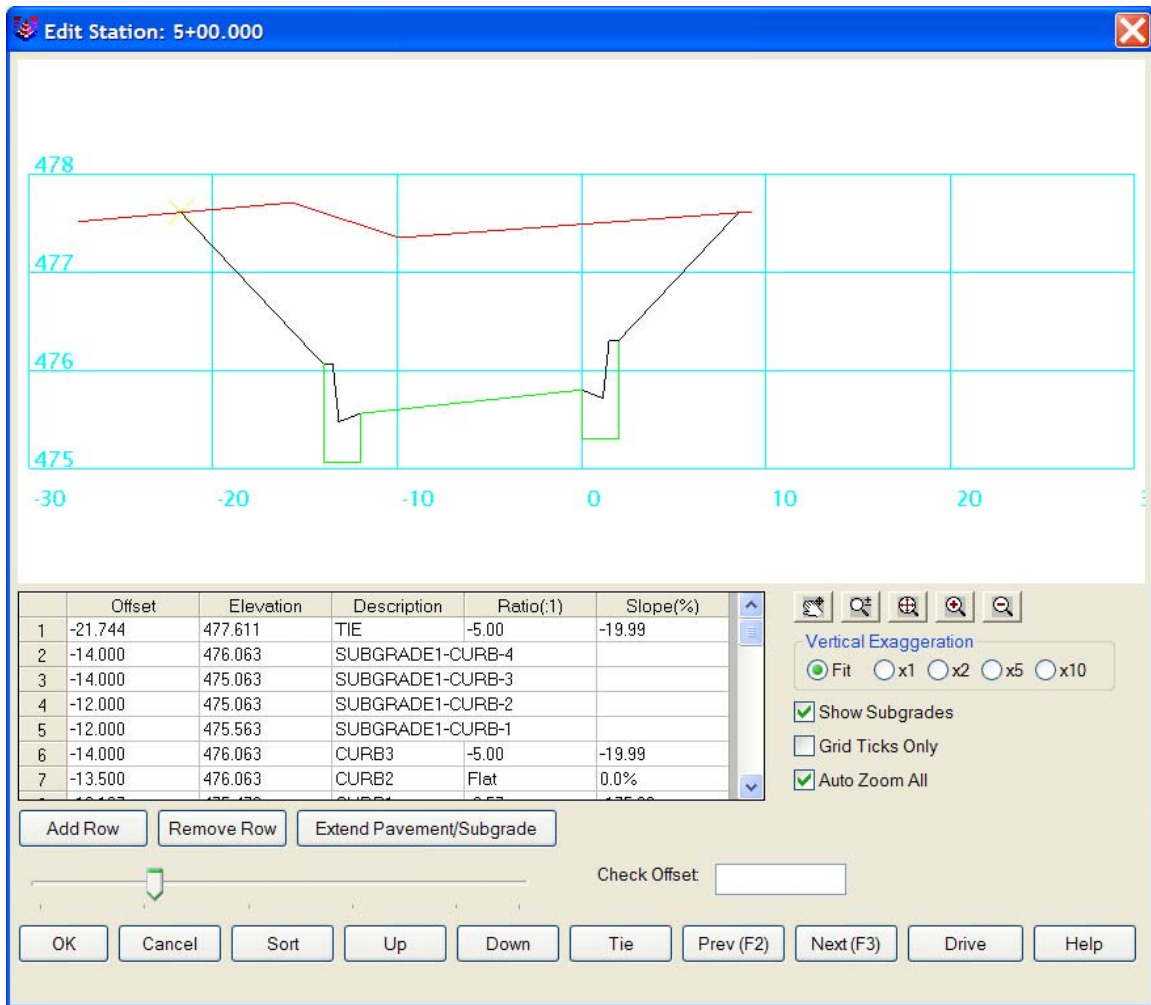 Edit Station: 5+00.000
478
477
476
475
-30 -20 -10 0 10 20
Offset Elevation Description Ratio(:1) Slope(%)
1 -21.744 477.611 TIE -5.00 -19.99
2 -14.000 476.063 SUBGRADE1-CURB-4
3 -14.000 475.063 SUBGRADE1-CURB-3
4 -12.000 475.063 SUBGRADE1-CURB-2
5 -12.000 475.563 SUBGRADE1-CURB-1
6 -14.000 476.063 CURB3 -5.00 -19.99
7 -13.500 476.063 CURB2 Flat 0.0%
Vertical Exaggeration
Fit x1 x2 x5 x10
Show Subgrades
Grid Ticks Only
Auto Zoom All
Add Row Remove Row Extend Pavement/Subgrade
Check Offset:
OK Cancel Sort Up Down Tie Prev (F2) Next (F3) Drive Help